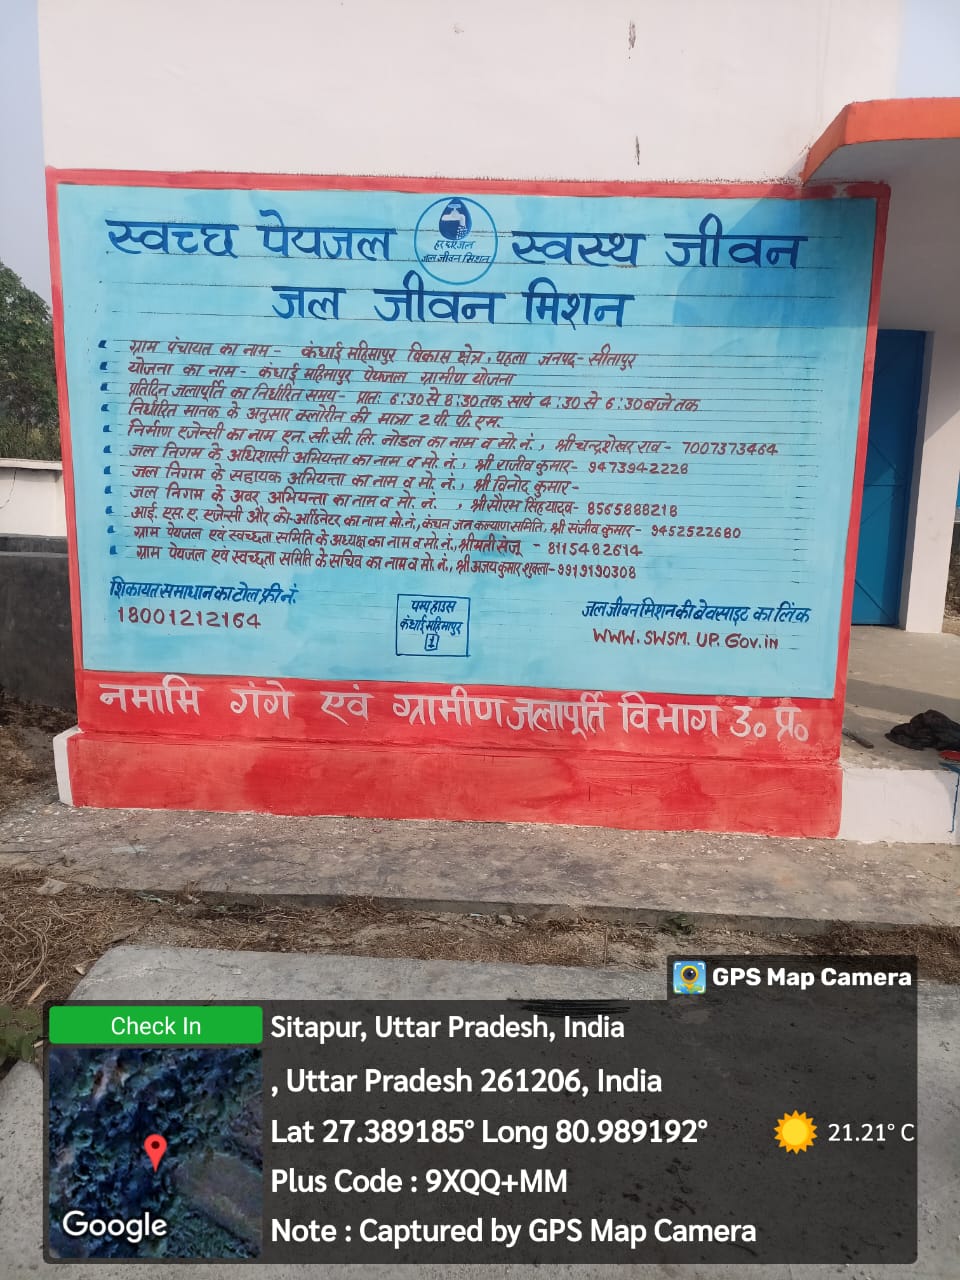 स्वच्छ पेयजल
हर घर जल
जल जीवन मिशन
स्वस्थ जीवन
जल जीवन मिशन
ग्राम पंचायत का नाम - कंधाई महिमापुर विकास क्षेत्र, पहला जनपद - सीतापुर
योजना का नाम - कंधाई महिमापुर पेयजल ग्रामीण योजना
प्रतिदिन जलापूर्ति का निर्धारित समय - प्रातः 6:30 से 8:30 तक सायं 4:30 से 6:30 बजे तक
निर्धारित मानक के अनुसार क्लोरीन की मात्रा 2 पी. पी. एम.
निर्माण एजेन्सी का नाम एन. सी. सी. लि. नोडल का नाम व मो. नं., श्री चन्द्रशेखर राव - 7007373464
जल निगम के अधिशासी अभियन्ता का नाम व मो. नं., श्री राजीव कुमार - 9473942228
जल निगम के सहायक अभियन्ता का नाम व मो. नं., श्री विनोद कुमार -
जल निगम के अवर अभियन्ता का नाम व मो. नं., श्री सौरभ सिंह यादव - 8565888218
आई. एस. ए. एजेन्सी और को-आर्डिनेटर का नाम मो. नं., कंचन जन कल्याण समिति, श्री संजीव कुमार - 9452522680
ग्राम पेयजल एवं स्वच्छता समिति के अध्यक्ष का नाम व मो. नं., श्रीमती सेजू - 8115482614
ग्राम पेयजल एवं स्वच्छता समिति के सचिव का नाम व मो. नं., श्री अजय कुमार शुक्ला - 9919190308
शिकायत समाधान का टोल फ्री नं.
18001212164
पम्प हाउस
कंधाई महिमापुर
1
जल जीवन मिशन की बेवसाइट का लिंक
WWW. SWSM. UP. Gov. in
नमामि गंगे एवं ग्रामीण जलापूर्ति विभाग उ० प्र०
GPS Map Camera
Check In
Sitapur, Uttar Pradesh, India
, Uttar Pradesh 261206, India
Lat 27.389185° Long 80.989192°
21.21° C
Plus Code : 9XQQ+MM
Note : Captured by GPS Map Camera
Google